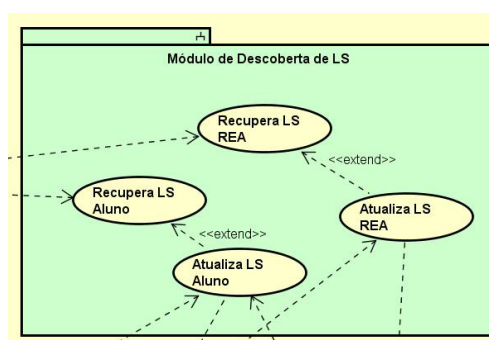 Módulo de Descoberta de LS
Recupera LS
REA
<<extend>>
Recupera LS
Aluno
Atualiza LS
REA
<<extend>>
Atualiza LS
Aluno